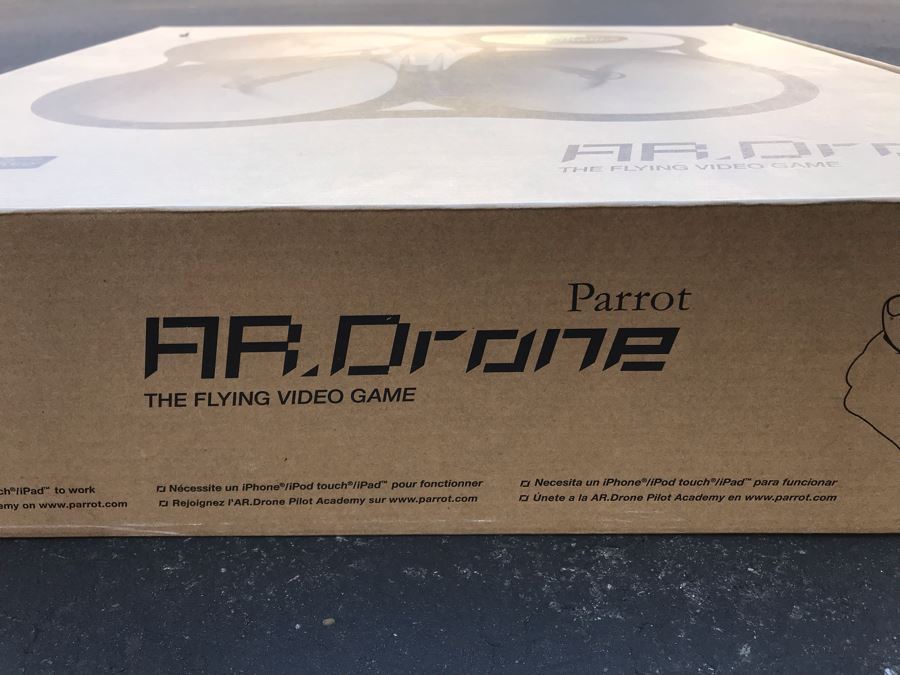 AR.Dr
THE FLYING VIDEO GAME
Parrot
AR.Drone
THE FLYING VIDEO GAME
ch®/iPad™ to work
emy on www.parrot.com
Nécessite un iPhone®/iPod touch®/iPad™ pour fonctionner
Rejoignez l'AR.Drone Pilot Academy sur www.parrot.com
Necesita un iPhone®/iPod touch®/iPad™ para funcionar
Únete a la AR.Drone Pilot Academy en www.parrot.com